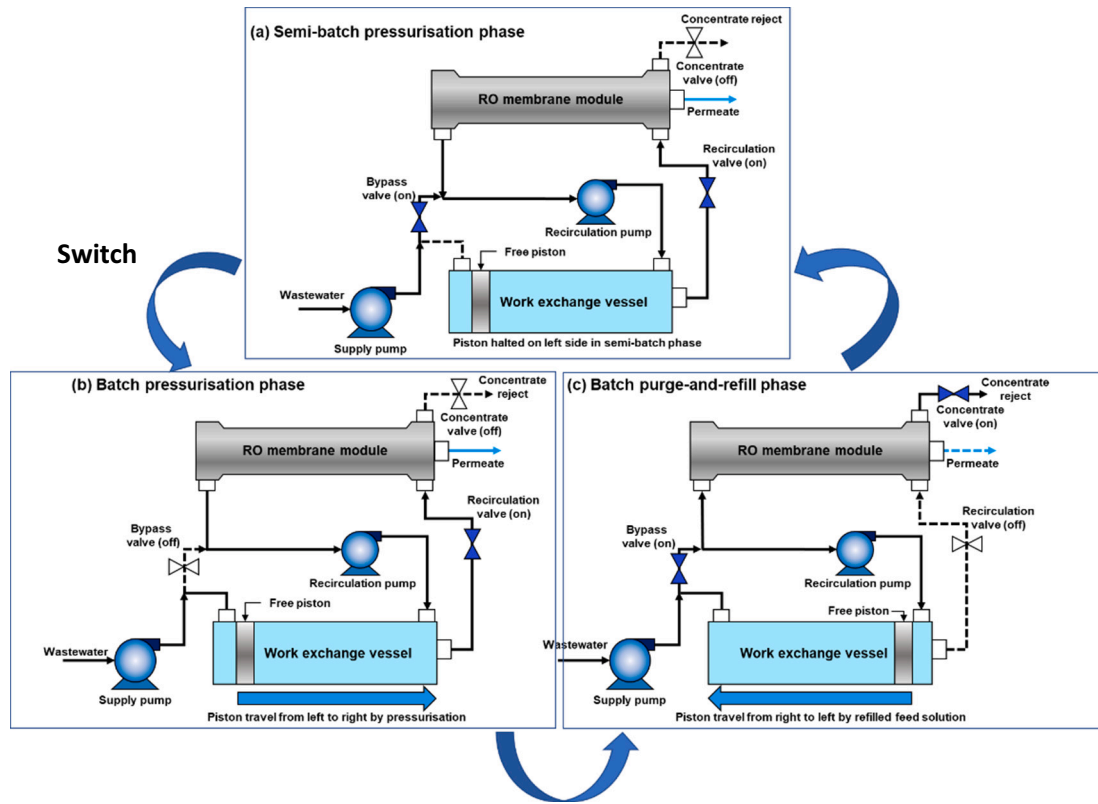 (a) Semi-batch pressurisation phase
Concentrate reject
Concentrate
valve (off)
RO membrane module
Permeate
Recirculation
valve (on)
Bypass
valve (on)
Recirculation pump
Free piston
Wastewater
Work exchange vessel
Supply pump
Piston halted on left side in semi-batch phase
Switch
(b) Batch pressurisation phase
Concentrate
reject
Concentrate
valve (off)
RO membrane module
Permeate
Recirculation
valve (on)
Bypass
valve (off)
Recirculation pump
Free piston
Wastewater
Work exchange vessel
Supply pump
Piston travel from left to right by pressurisation
(c) Batch purge-and-refill phase
Concentrate
reject
Concentrate
valve (on)
RO membrane module
Permeate
Recirculation
valve (off)
Bypass
valve (on)
Recirculation pump
Free piston
Wastewater
Work exchange vessel
Supply pump
Piston travel from right to left by refilled feed solution